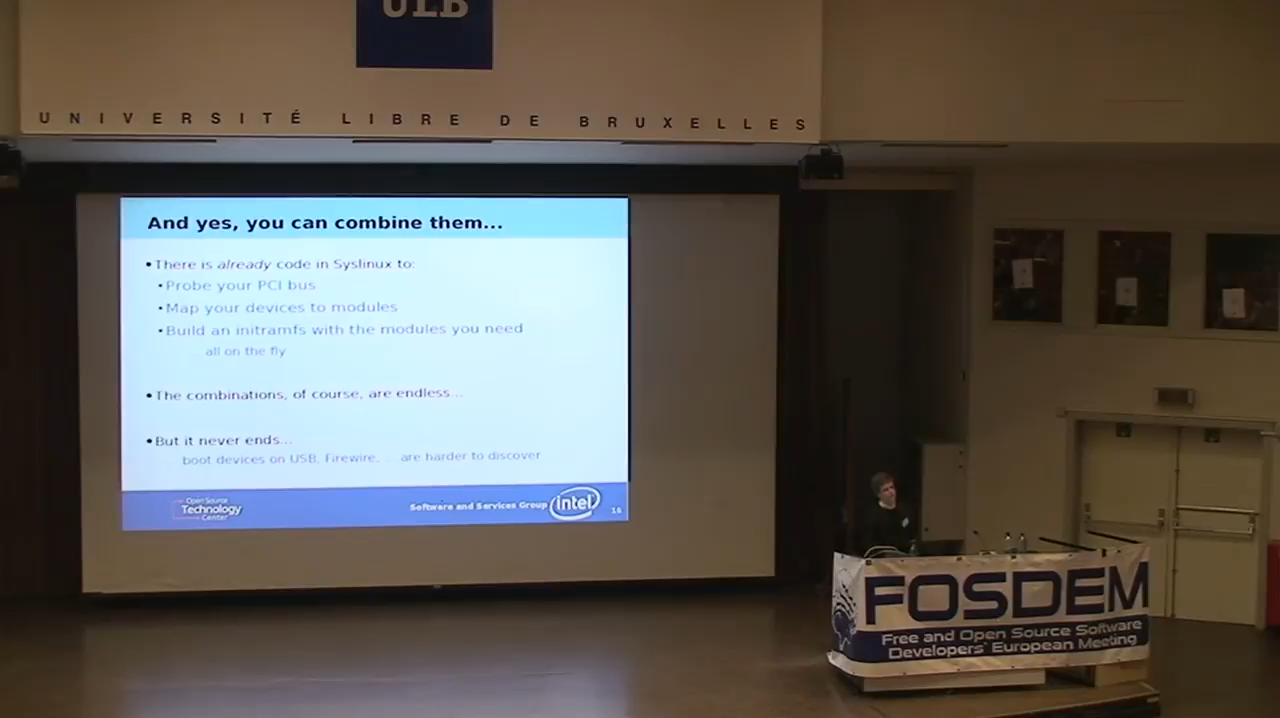 ULB
UNIVERSITÉ LIBRE DE BRUXELLES
And yes, you can combine them...
•There is already code in Syslinux to:
•Probe your PCI bus
•Map your devices to modules
•Build an initramfs with the modules you need
all on the fly
•The combinations, of course, are endless...
•But it never ends...
boot devices on USB, Firewire, ... are harder to discover
Open Source
Technology
Center
Software and Services Group
intel
16
FOSDEM
Free and Open Source Software
Developers' European Meeting